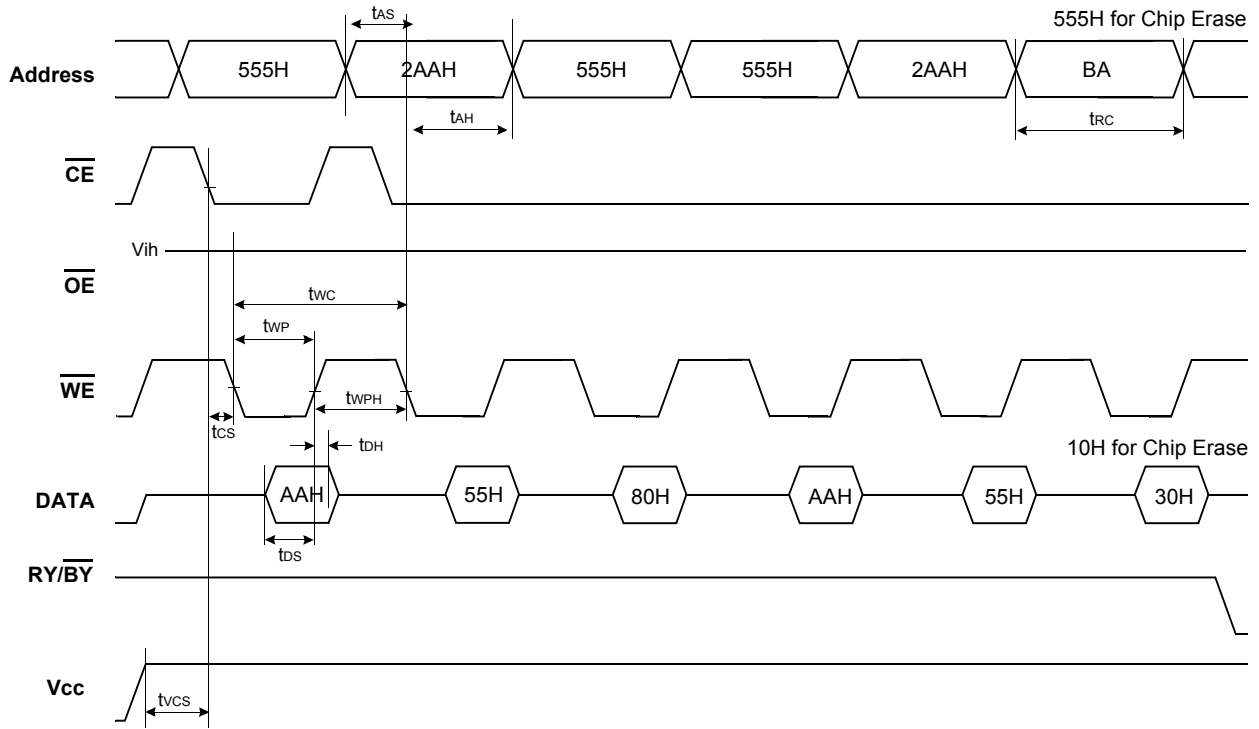 tAS
555H for Chip Erase
Address
555H
2AAH
555H
555H
2AAH
BA
tAH
tRC
CE
Vih
OE
tWC
tWP
WE
tWPH
tCS
tDH
10H for Chip Erase
DATA
AAH
55H
80H
AAH
55H
30H
tDS
RY/BY
Vcc
tVCS